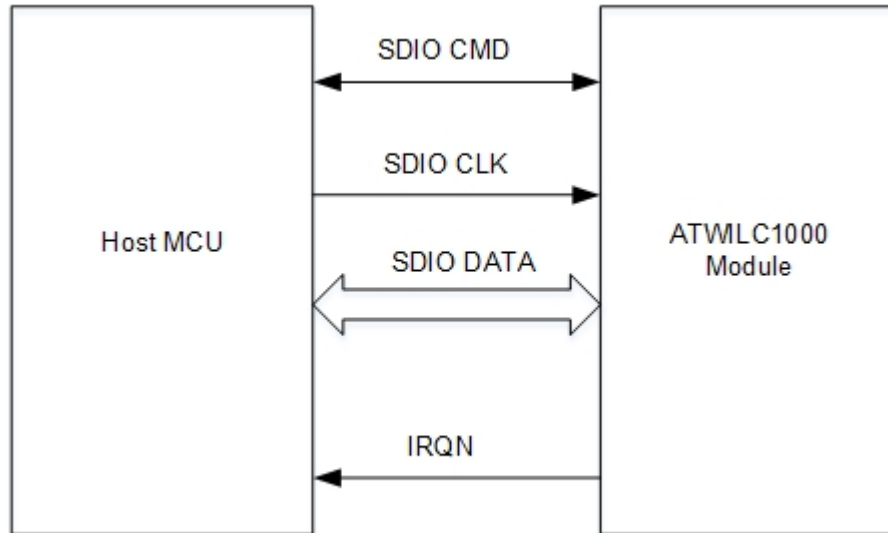 SDIO CMD
SDIO CLK
Host MCU
ATWILC1000
Module
SDIO DATA
IRQN